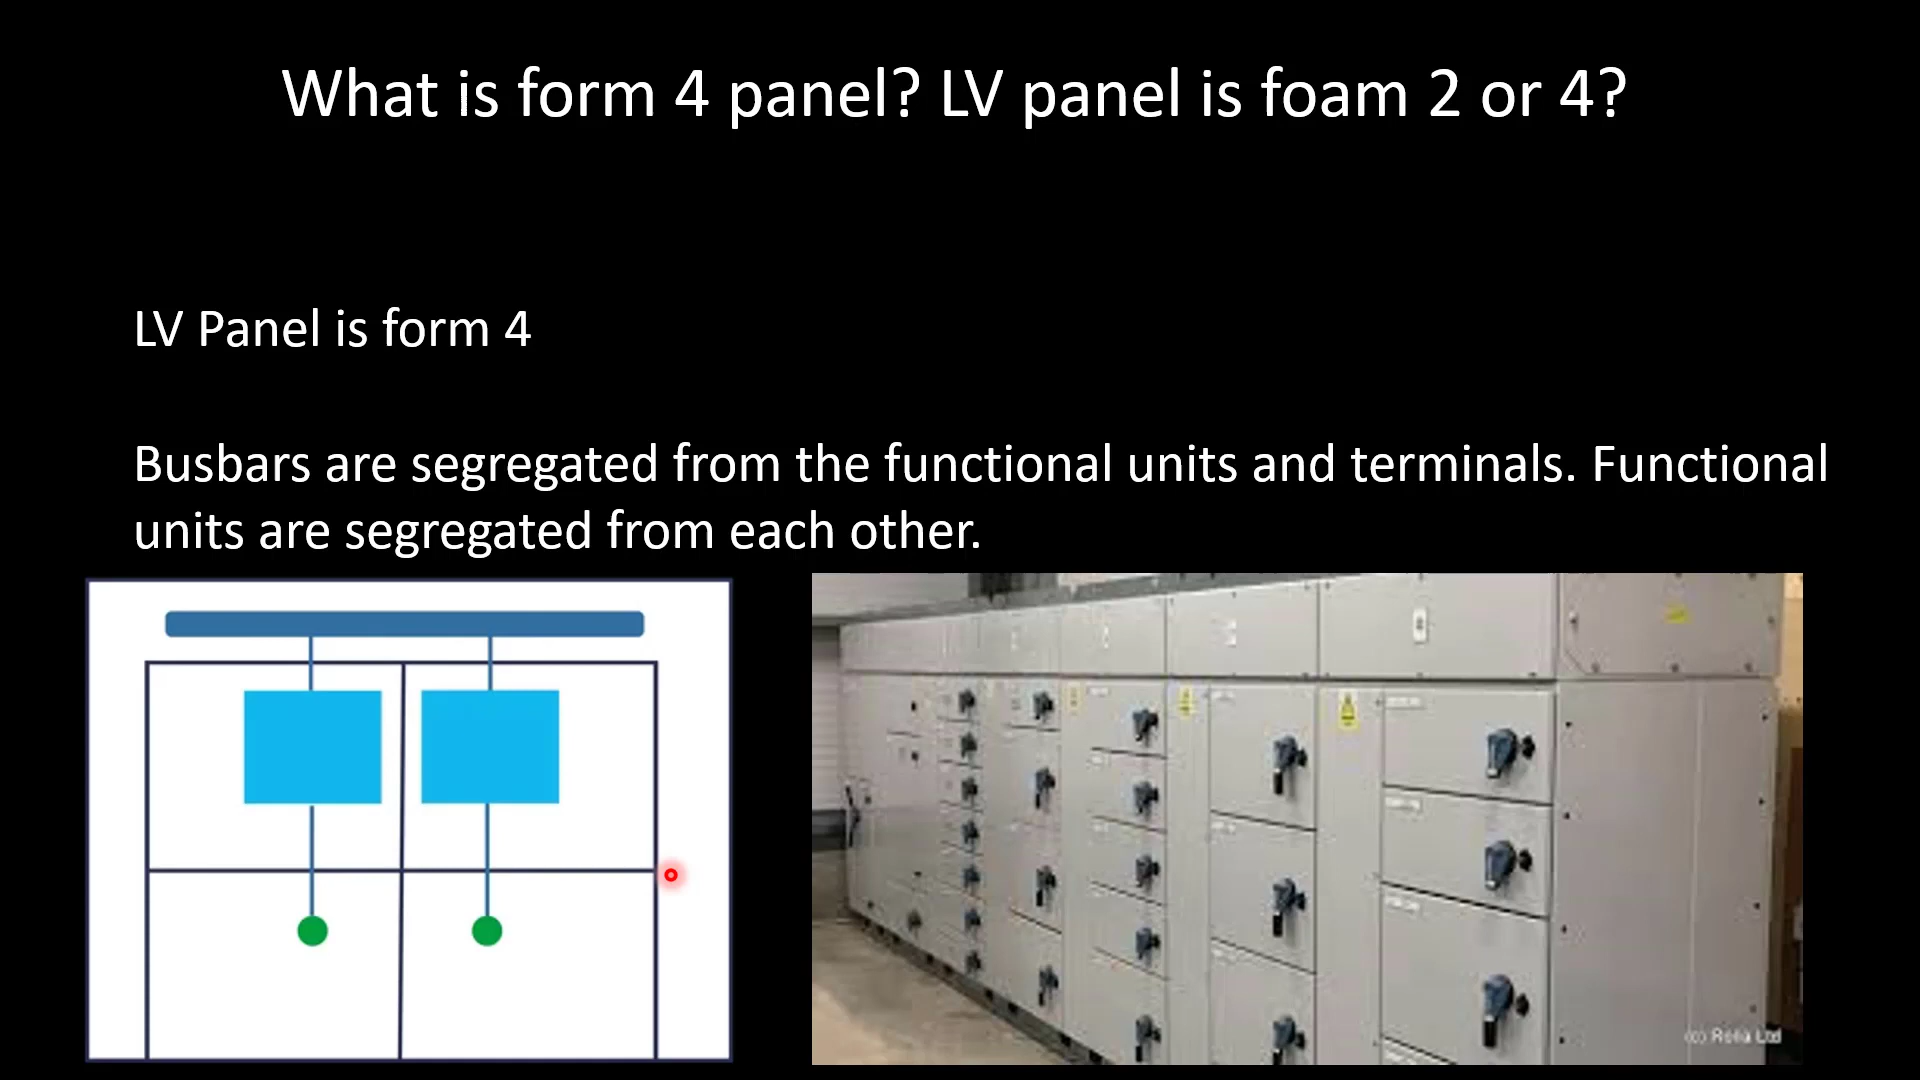 What is form 4 panel? LV panel is foam 2 or 4?
LV Panel is form 4
Busbars are segregated from the functional units and terminals. Functional
units are segregated from each other.